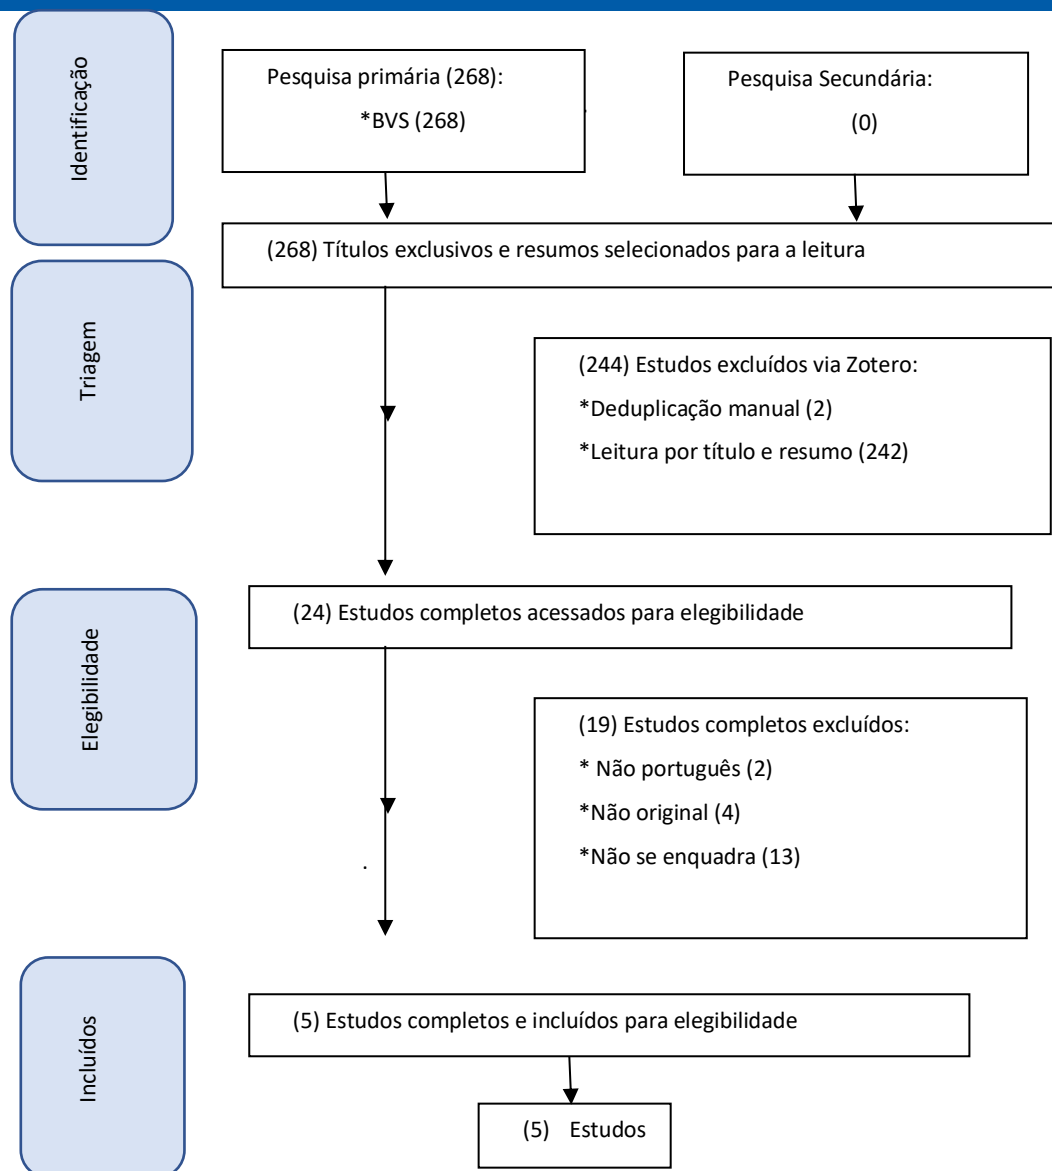 Identificação
Pesquisa primária (268):
*BVS (268)
Pesquisa Secundária:
(0)
(268) Títulos exclusivos e resumos selecionados para a leitura
Triagem
(244) Estudos excluídos via Zotero:
*Deduplicação manual (2)
*Leitura por título e resumo (242)
Elegibilidade
(24) Estudos completos acessados para elegibilidade
(19) Estudos completos excluídos:
* Não português (2)
*Não original (4)
*Não se enquadra (13)
.
Incluídos
(5) Estudos completos e incluídos para elegibilidade
(5) Estudos